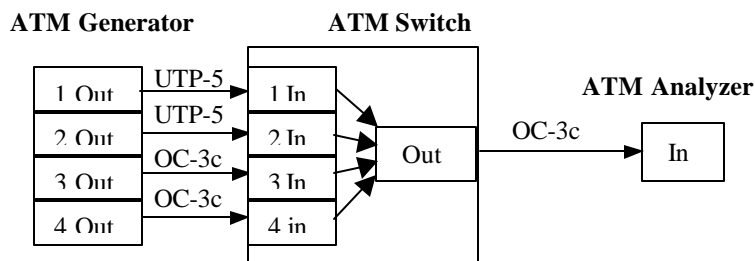 ATM Generator
ATM Switch
ATM Analyzer
1 Out
UTP-5
1 In
2 Out
UTP-5
2 In
3 Out
OC-3c
3 In
4 Out
OC-3c
4 in
Out
OC-3c
In